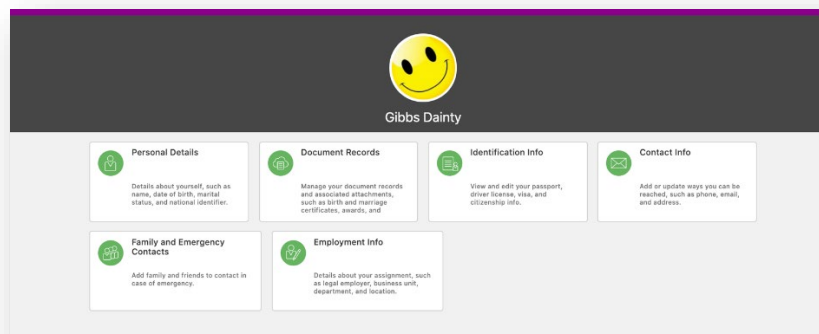 Gibbs Dainty
Personal Details
Details about yourself, such as
name, date of birth, marital
status, and national identifier.
Document Records
Manage your document records
and associated attachments,
such as birth and marriage
certificates, awards, and
Identification Info
View and edit your passport,
driver license, visa, and
citizenship info.
Contact Info
Add or update ways you can be
reached, such as phone, email,
and address.
Family and Emergency
Contacts
Add family and friends to contact in
case of emergency.
Employment Info
Details about your assignment, such
as legal employer, business unit,
department, and location.